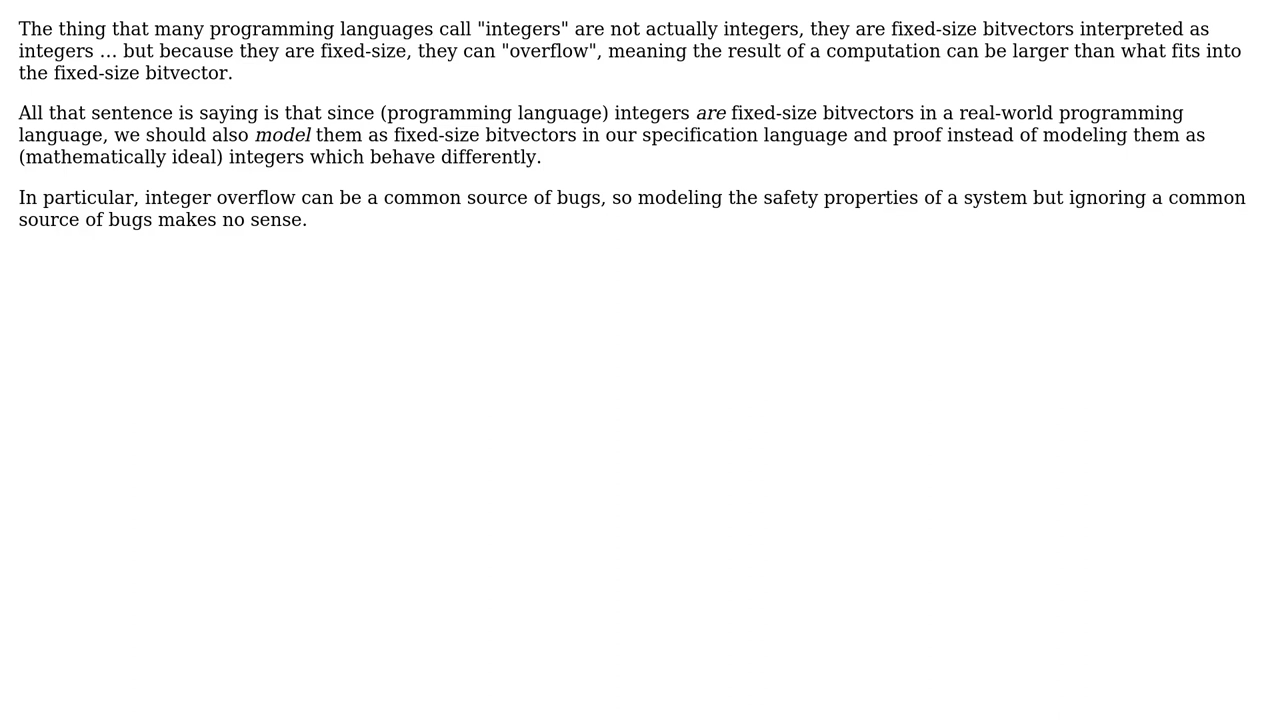 The thing that many programming languages call "integers" are not actually integers, they are fixed-size bitvectors interpreted as
integers … but because they are fixed-size, they can "overflow", meaning the result of a computation can be larger than what fits into
the fixed-size bitvector.
All that sentence is saying is that since (programming language) integers are fixed-size bitvectors in a real-world programming
language, we should also model them as fixed-size bitvectors in our specification language and proof instead of modeling them as
(mathematically ideal) integers which behave differently.
In particular, integer overflow can be a common source of bugs, so modeling the safety properties of a system but ignoring a common
source of bugs makes no sense.